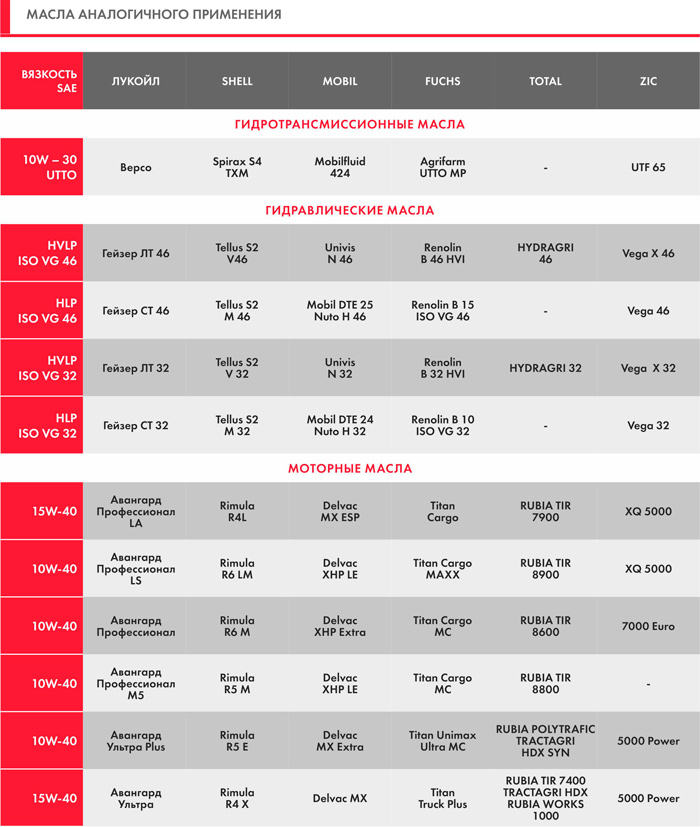 МАСЛА АНАЛОГИЧНОГО ПРИМЕНЕНИЯ
ВЯЗКОСТЬ
SAE
ЛУКОЙЛ
SHELL
MOBIL
FUCHS
TOTAL
ZIC
ГИДРОТРАНСМИССИОННЫЕ МАСЛА
10W – 30
UTTO
Версо
Spirax S4
TXM
Mobilfluid
424
Agrifarm
UTTO MP
-
UTF 65
ГИДРАВЛИЧЕСКИЕ МАСЛА
HVLP
ISO VG 46
Гейзер ЛТ 46
Tellus S2
V46
Univis
N 46
Renolin
B 46 HVI
HYDRAGRI
46
Vega X 46
HLP
ISO VG 46
Гейзер СТ 46
Tellus S2
M 46
Mobil DTE 25
Nuto H 46
Renolin B 15
ISO VG 46
-
Vega 46
HVLP
ISO VG 32
Гейзер ЛТ 32
Tellus S2
V 32
Univis
N 32
Renolin
B 32 HVI
HYDRAGRI 32
Vega X 32
HLP
ISO VG 32
Гейзер СТ 32
Tellus S2
M 32
Mobil DTE 24
Nuto H 32
Renolin B 10
ISO VG 32
-
Vega 32
МОТОРНЫЕ МАСЛА
15W-40
Авангард
Профессионал
LA
Rimula
R4L
Delvac
MX ESP
Titan
Cargo
RUBIA TIR
7900
XQ 5000
10W-40
Авангард
Профессионал
LS
Rimula
R6 LM
Delvac
XHP LE
Titan Cargo
MAXX
RUBIA TIR
8900
XQ 5000
10W-40
Авангард
Профессионал
Rimula
R6 M
Delvac
XHP Extra
Titan Cargo
MC
RUBIA TIR
8600
7000 Euro
10W-40
Авангард
Профессионал
M5
Rimula
R5 M
Delvac
XHP LE
Titan Cargo
MC
RUBIA TIR
8800
-
10W-40
Авангард
Ультра Plus
Rimula
R5 E
Delvac
MX Extra
Titan Unimax
Ultra MC
RUBIA POLYTRAFIC
TRACTAGRI
HDX SYN
5000 Power
15W-40
Авангард
Ультра
Rimula
R4 X
Delvac MX
Titan
Truck Plus
RUBIA TIR 7400
TRACTAGRI HDX
RUBIA WORKS
1000
5000 Power